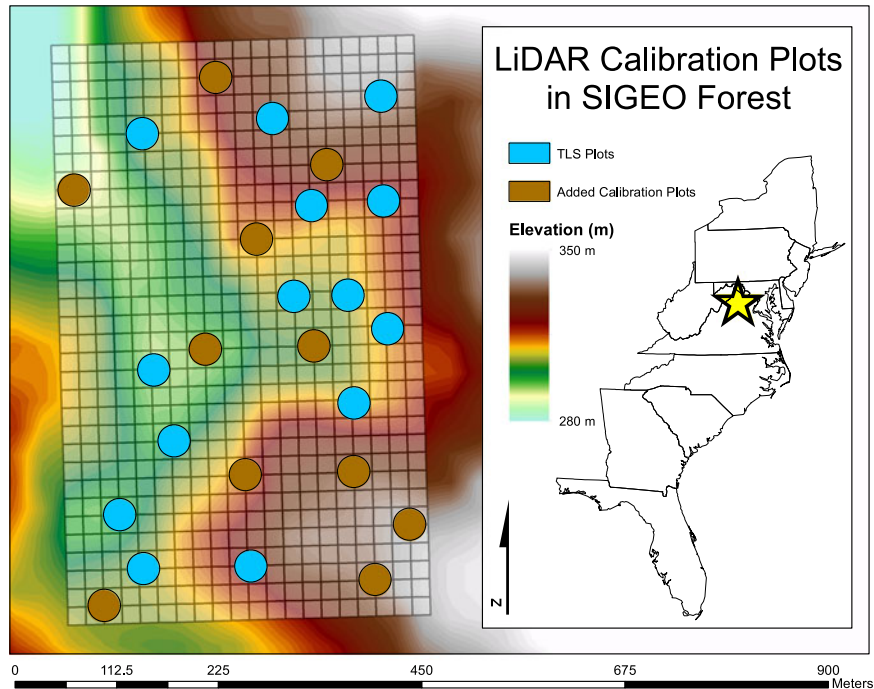 LiDAR Calibration Plots
in SIGEO Forest
TLS Plots
Added Calibration Plots
Elevation (m)
350 m
280 m
N
0 112.5 225 450 675 900
Meters